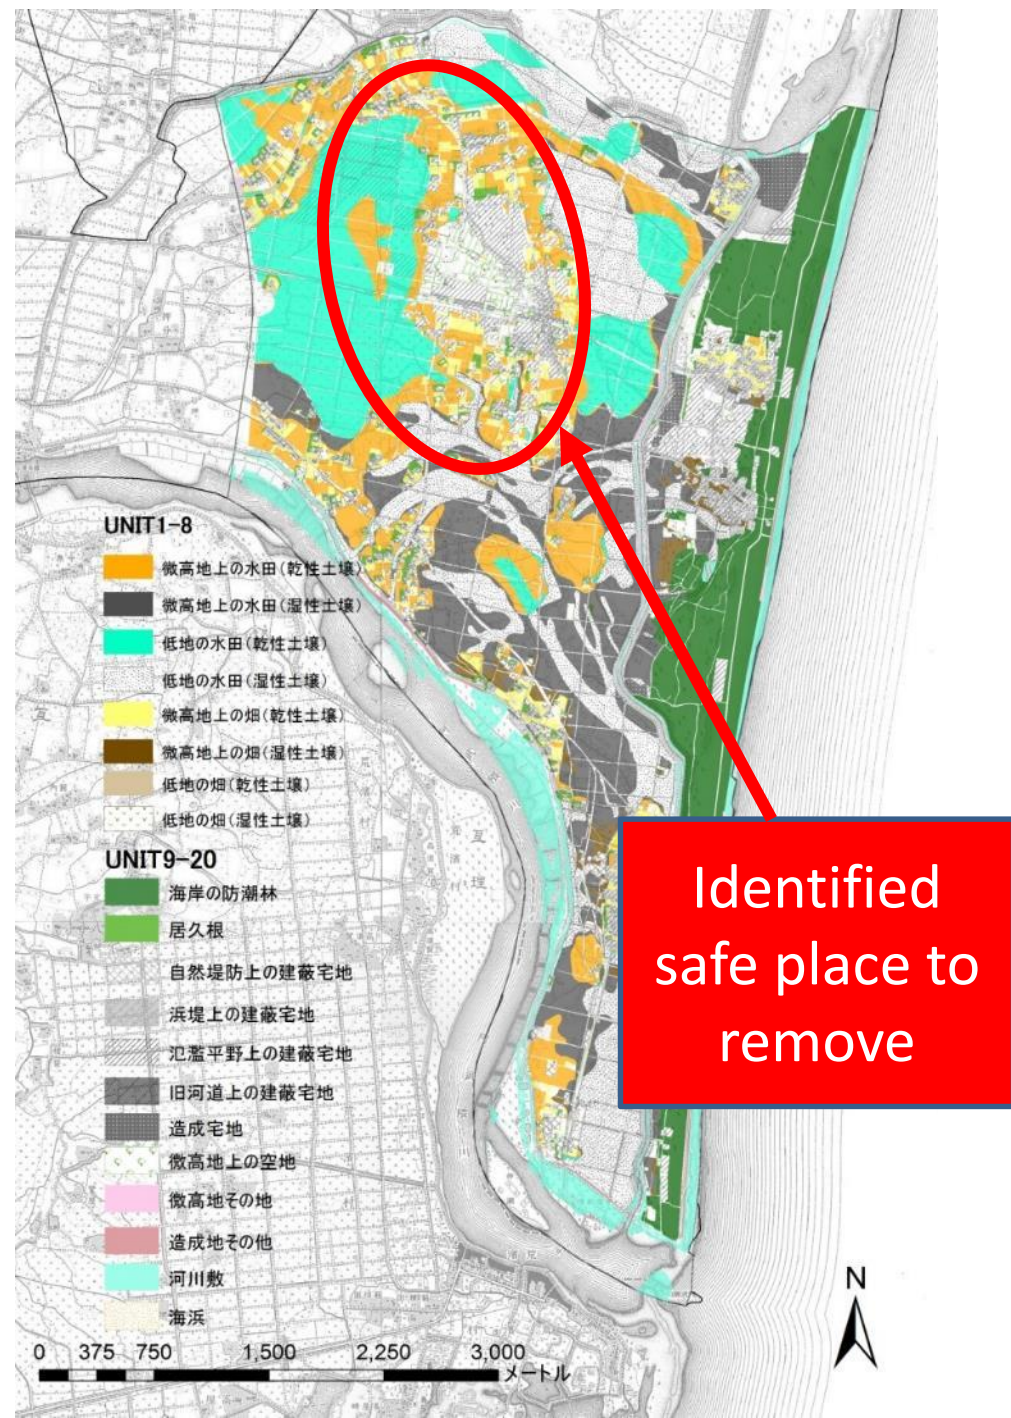 UNIT1-8
微高地上の水田(乾性土壌)
微高地上の水田(湿性土壌)
低地の水田(乾性土壌)
低地の水田(湿性土壌)
微高地上の畑(乾性土壌)
微高地上の畑(湿性土壌)
低地の畑(乾性土壌)
低地の畑(湿性土壌)
UNIT9-20
海岸の防潮林
居久根
自然堤防上の建蔽宅地
浜堤上の建蔽宅地
氾濫平野上の建蔽宅地
旧河道上の建蔽宅地
造成宅地
微高地上の空地
微高地その地
造成地その他
河川敷
海浜
0 375 750 1,500 2,250 3,000
メートル
Identified
safe place to
remove
N